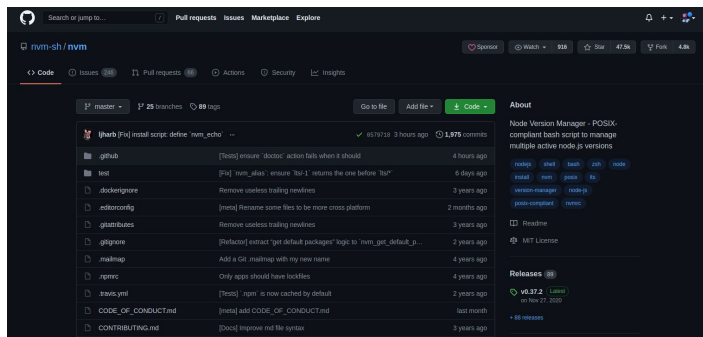 Search or jump to… /
Pull requests Issues Marketplace Explore
nvm-sh / nvm
Sponsor Watch 916 Star 47.5k Fork 4.8k
Code Issues 246 Pull requests Actions Security Insights
master 25 branches 89 tags Go to file Add file Code
ljharb [Fix] install script: define `nvm_echo` ... 3 hours ago 1,975 commits
.github [Tests] ensure `doctoc` action fails when it should 4 hours ago
test [Fix] `nvm_alias`: ensure `lts/-1` returns the one before `lts/*` 6 days ago
.dockerignore Remove useless trailing newlines 3 years ago
.editorconfig [meta] Rename some files to be more cross platform 2 months ago
.gitattributes Remove useless trailing newlines 3 years ago
.gitignore [Refactor] extract "get default packages" logic to `nvm_get_default_p… 2 years ago
.mailmap Add a Git .mailmap with my new name 4 years ago
.npmrc Only apps should have lockfiles 4 years ago
.travis.yml [Tests] `npm` is now cached by default 2 years ago
CODE_OF_CONDUCT.md [meta] add CODE_OF_CONDUCT.md last month
CONTRIBUTING.md [Docs] Improve md file syntax 3 years ago
About
Node Version Manager - POSIX-
compliant bash script to manage
multiple active node.js versions
nodejs shell bash zsh node
install nvm posix lts
version-manager node-js
posix-compliant nvmrc
Readme
MIT License
Releases 89
v0.37.2 Latest
on Nov 27, 2020
+ 88 releases